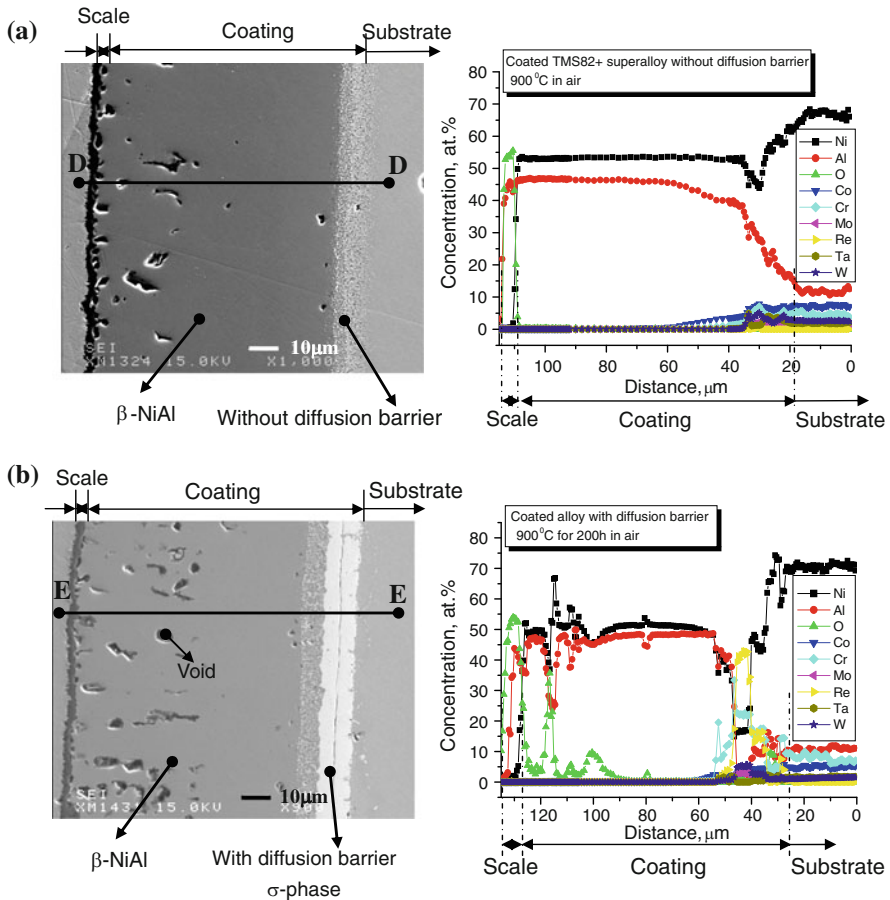 (a)
Scale
Coating
Substrate
D
D
SEI
10μm
XM1324 15.0KV X1,000
β-NiAl
Without diffusion barrier
Coated TMS82+ superalloy without diffusion barrier
900 °C in air
Concentration, at.%
80
70
60
50
40
30
20
10
0
Ni
Al
O
Co
Cr
Mo
Re
Ta
W
100 80 60 40 20 0
Distance, μm
Scale
Coating
Substrate
(b)
Scale
Coating
Substrate
E
E
Void
SEI
10μm
15.0KV X900
β-NiAl
With diffusion barrier
σ-phase
Coated alloy with diffusion barrier
900°C for 200h in air
Concentration, at.%
80
70
60
50
40
30
20
10
0
Ni
Al
O
Co
Cr
Mo
Re
Ta
W
120 100 80 60 40 20 0
Distance, μm
Scale
Coating
Substrate